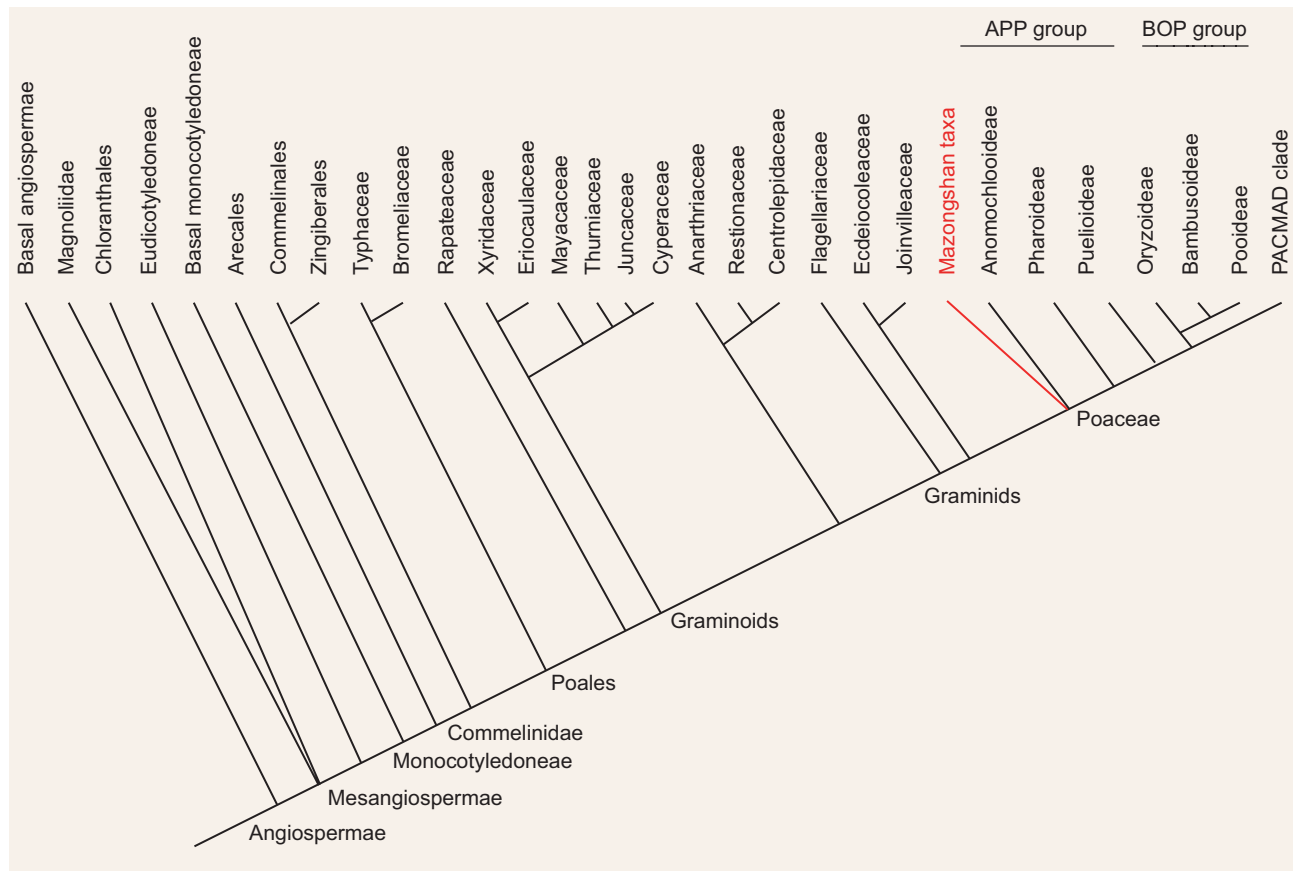 APP group
BOP group
Basal angiospermae
Magnoliidae
Chloranthales
Eudicotyledoneae
Basal monocotyledoneae
Arecales
Commelinales
Zingiberales
Typhaceae
Bromeliaceae
Rapateaceae
Xyridaceae
Eriocaulaceae
Mayacaceae
Thurniaceae
Juncaceae
Cyperaceae
Anarthriaceae
Restionaceae
Centrolepidaceae
Flagellariaceae
Ecdeiocoleaceae
Joinvilleaceae
Mazongshan taxa
Anomochlooideae
Pharoideae
Puelioideae
Oryzoideae
Bambusoideae
Pooideae
PACMAD clade
Poaceae
Graminids
Graminoids
Poales
Commelinidae
Monocotyledoneae
Mesangiospermae
Angiospermae